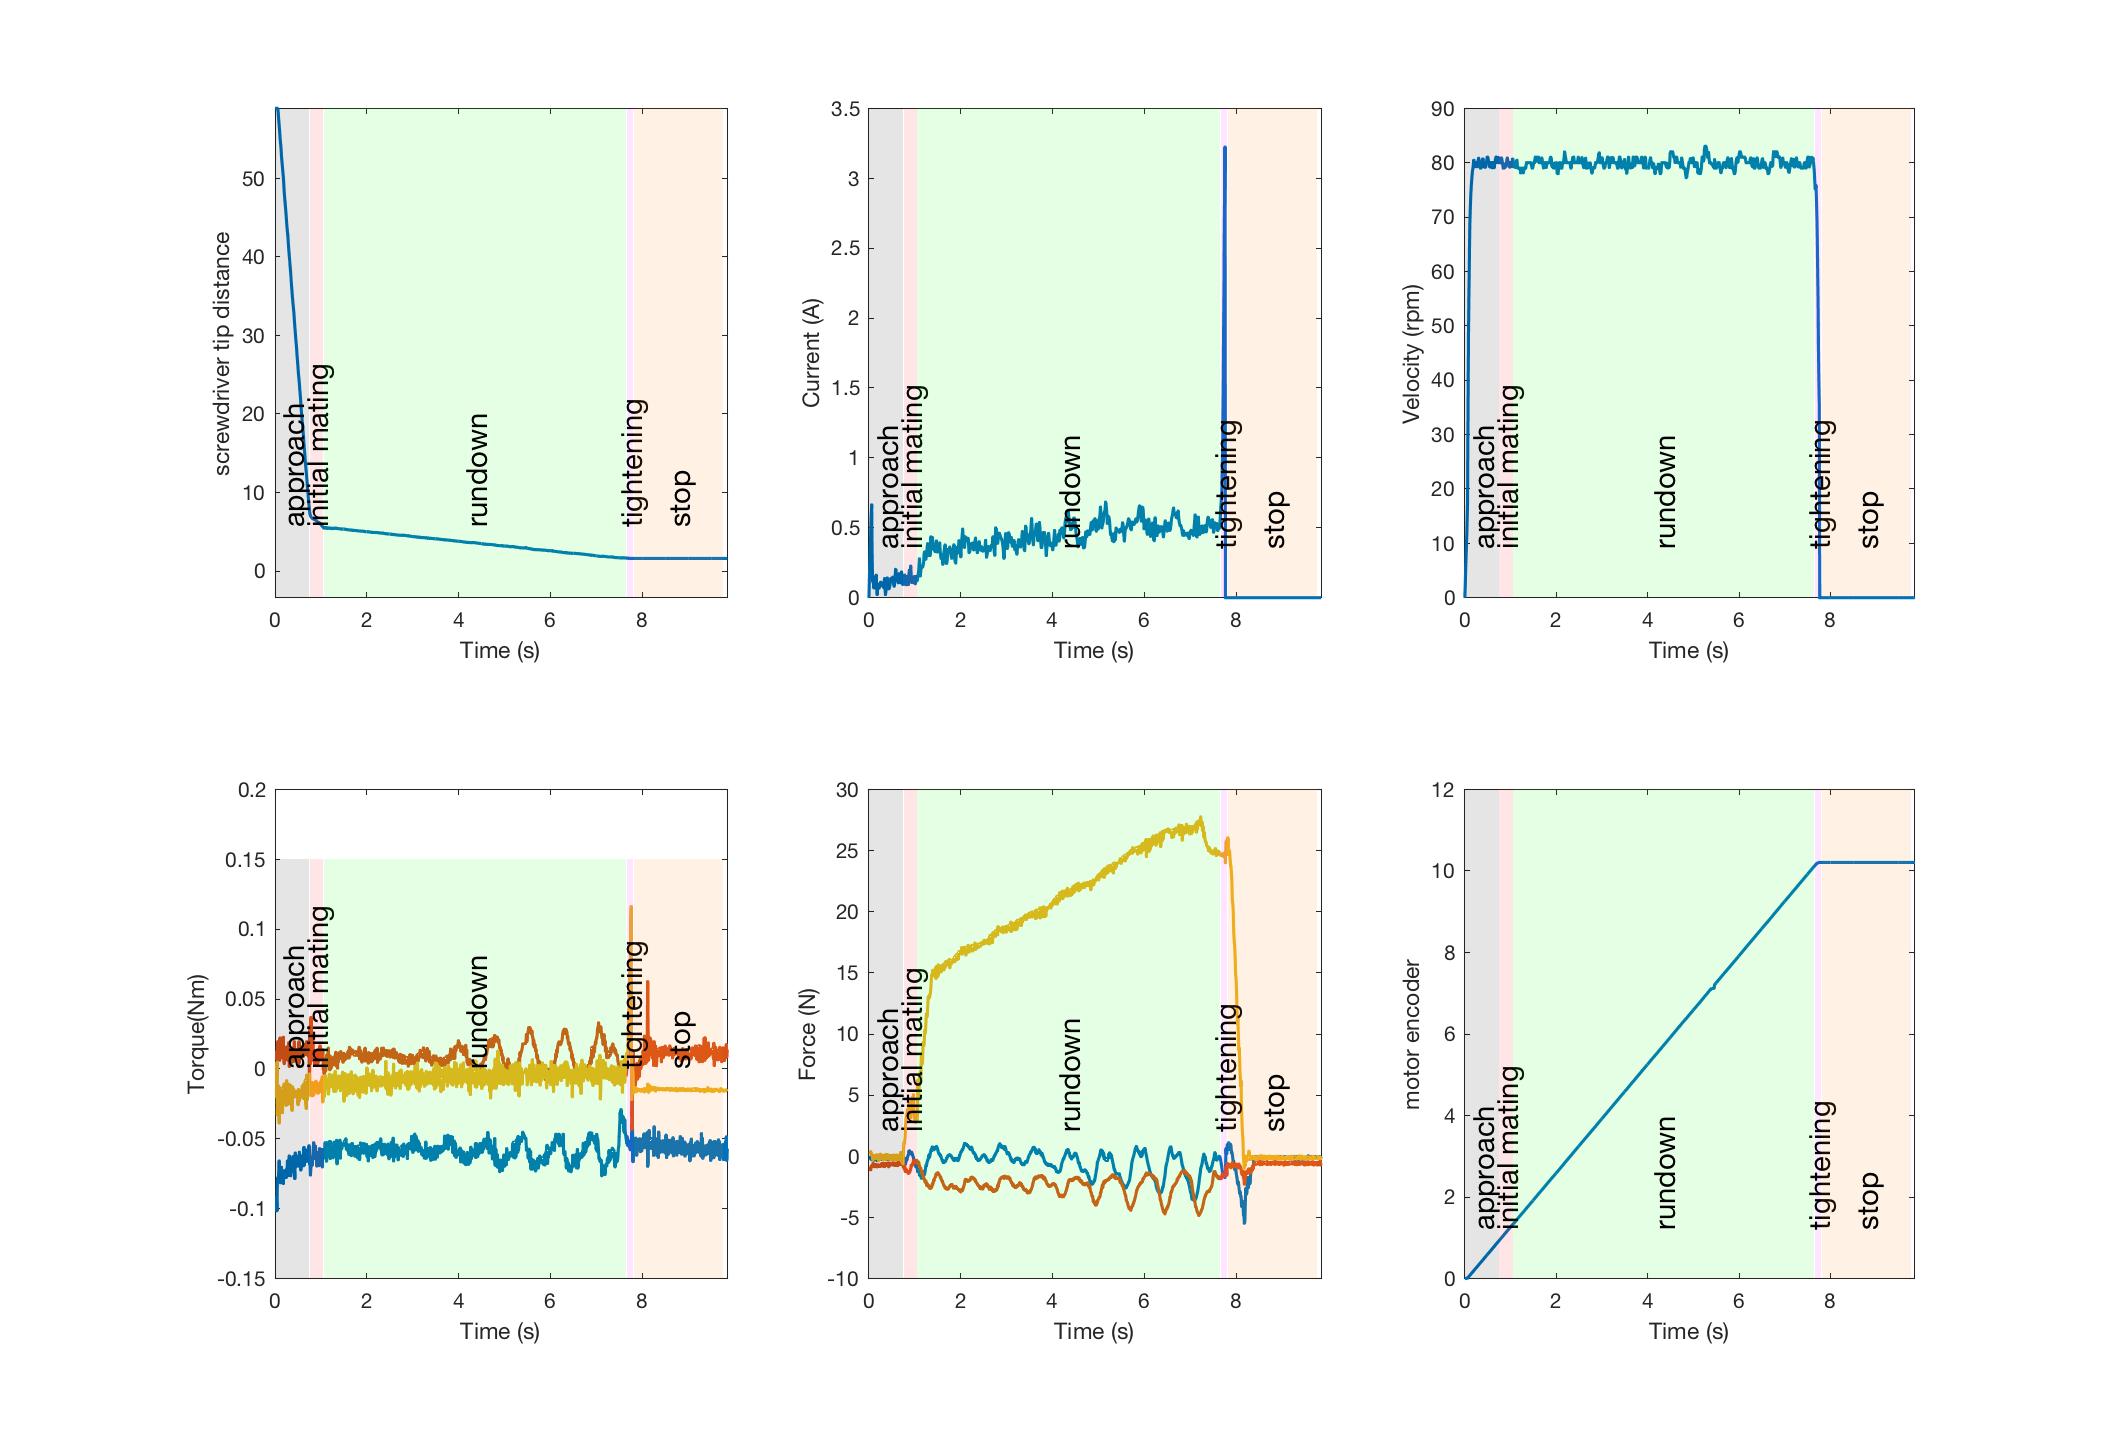 50
40
30
20
10
0
screwdriver tip distance
approach
initial mating
rundown
tightening
stop
0 2 4 6 8
Time (s)
3.5
3
2.5
2
1.5
1
0.5
0
Current (A)
approach
initial mating
rundown
tightening
stop
0 2 4 6 8
Time (s)
90
80
70
60
50
40
30
20
10
0
Velocity (rpm)
approach
initial mating
rundown
tightening
stop
0 2 4 6 8
Time (s)
0.2
0.15
0.1
0.05
0
-0.05
-0.1
-0.15
Torque(Nm)
approach
initial mating
rundown
tightening
stop
0 2 4 6 8
Time (s)
30
25
20
15
10
5
0
-5
-10
Force (N)
approach
initial mating
rundown
tightening
stop
0 2 4 6 8
Time (s)
12
10
8
6
4
2
0
motor encoder
approach
initial mating
rundown
tightening
stop
0 2 4 6 8
Time (s)